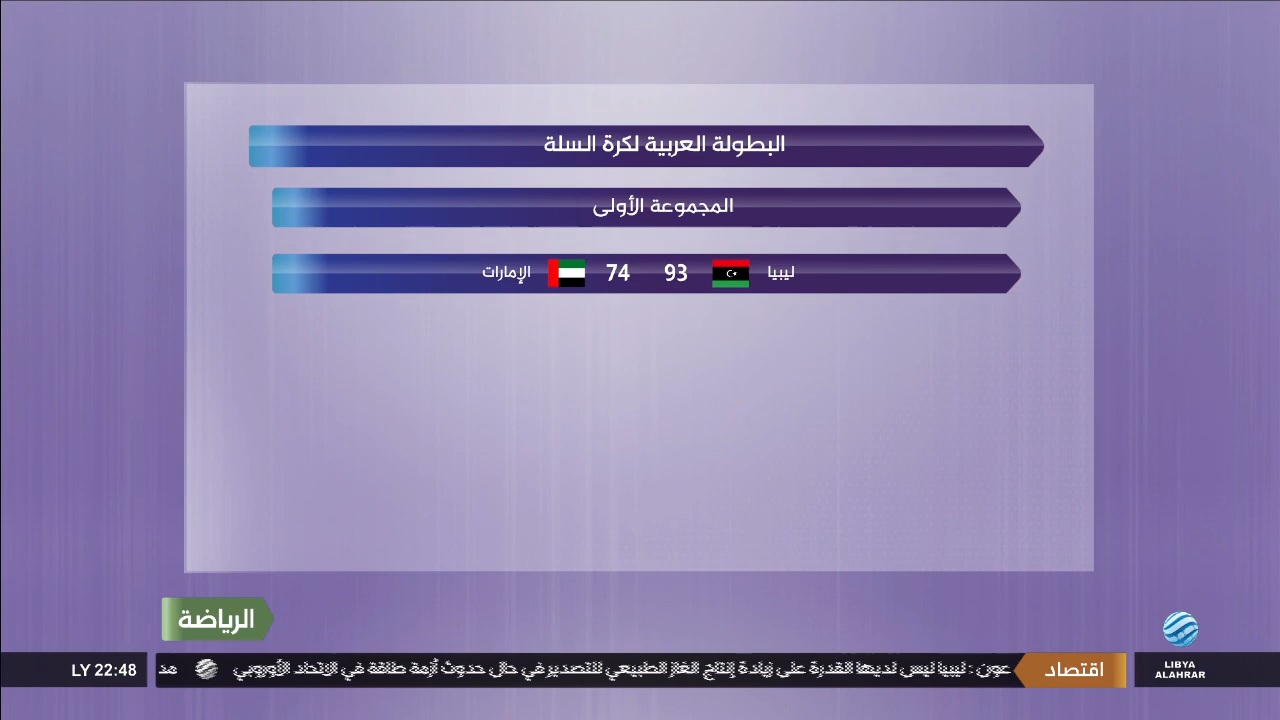 البطولة العربية لكرة السلة
المجموعة الأولى
ليبيا 93 74 الإمارات
الرياضة
اقتصاد
عون: ليبيا ليس لديها القدرة على زيادة إنتاج الغاز الطبيعي للتصدير في حال حدوث أزمة طاقة في الاتحاد الأوروبي
LY 22:48
LIBYA
ALAHRAR